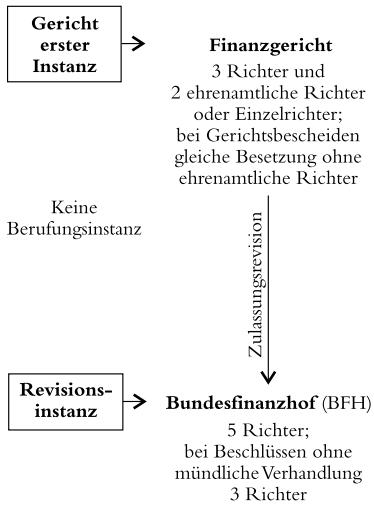 Gericht
erster
Instanz
Finanzgericht
3 Richter und
2 ehrenamtliche Richter
oder Einzelrichter;
bei Gerichtsbescheiden
gleiche Besetzung ohne
ehrenamtliche Richter
Keine
Berufungsinstanz
Zulassungsrevision
Revisions-
instanz
Bundesfinanzhof (BFH)
5 Richter;
bei Beschlüssen ohne
mündliche Verhandlung
3 Richter